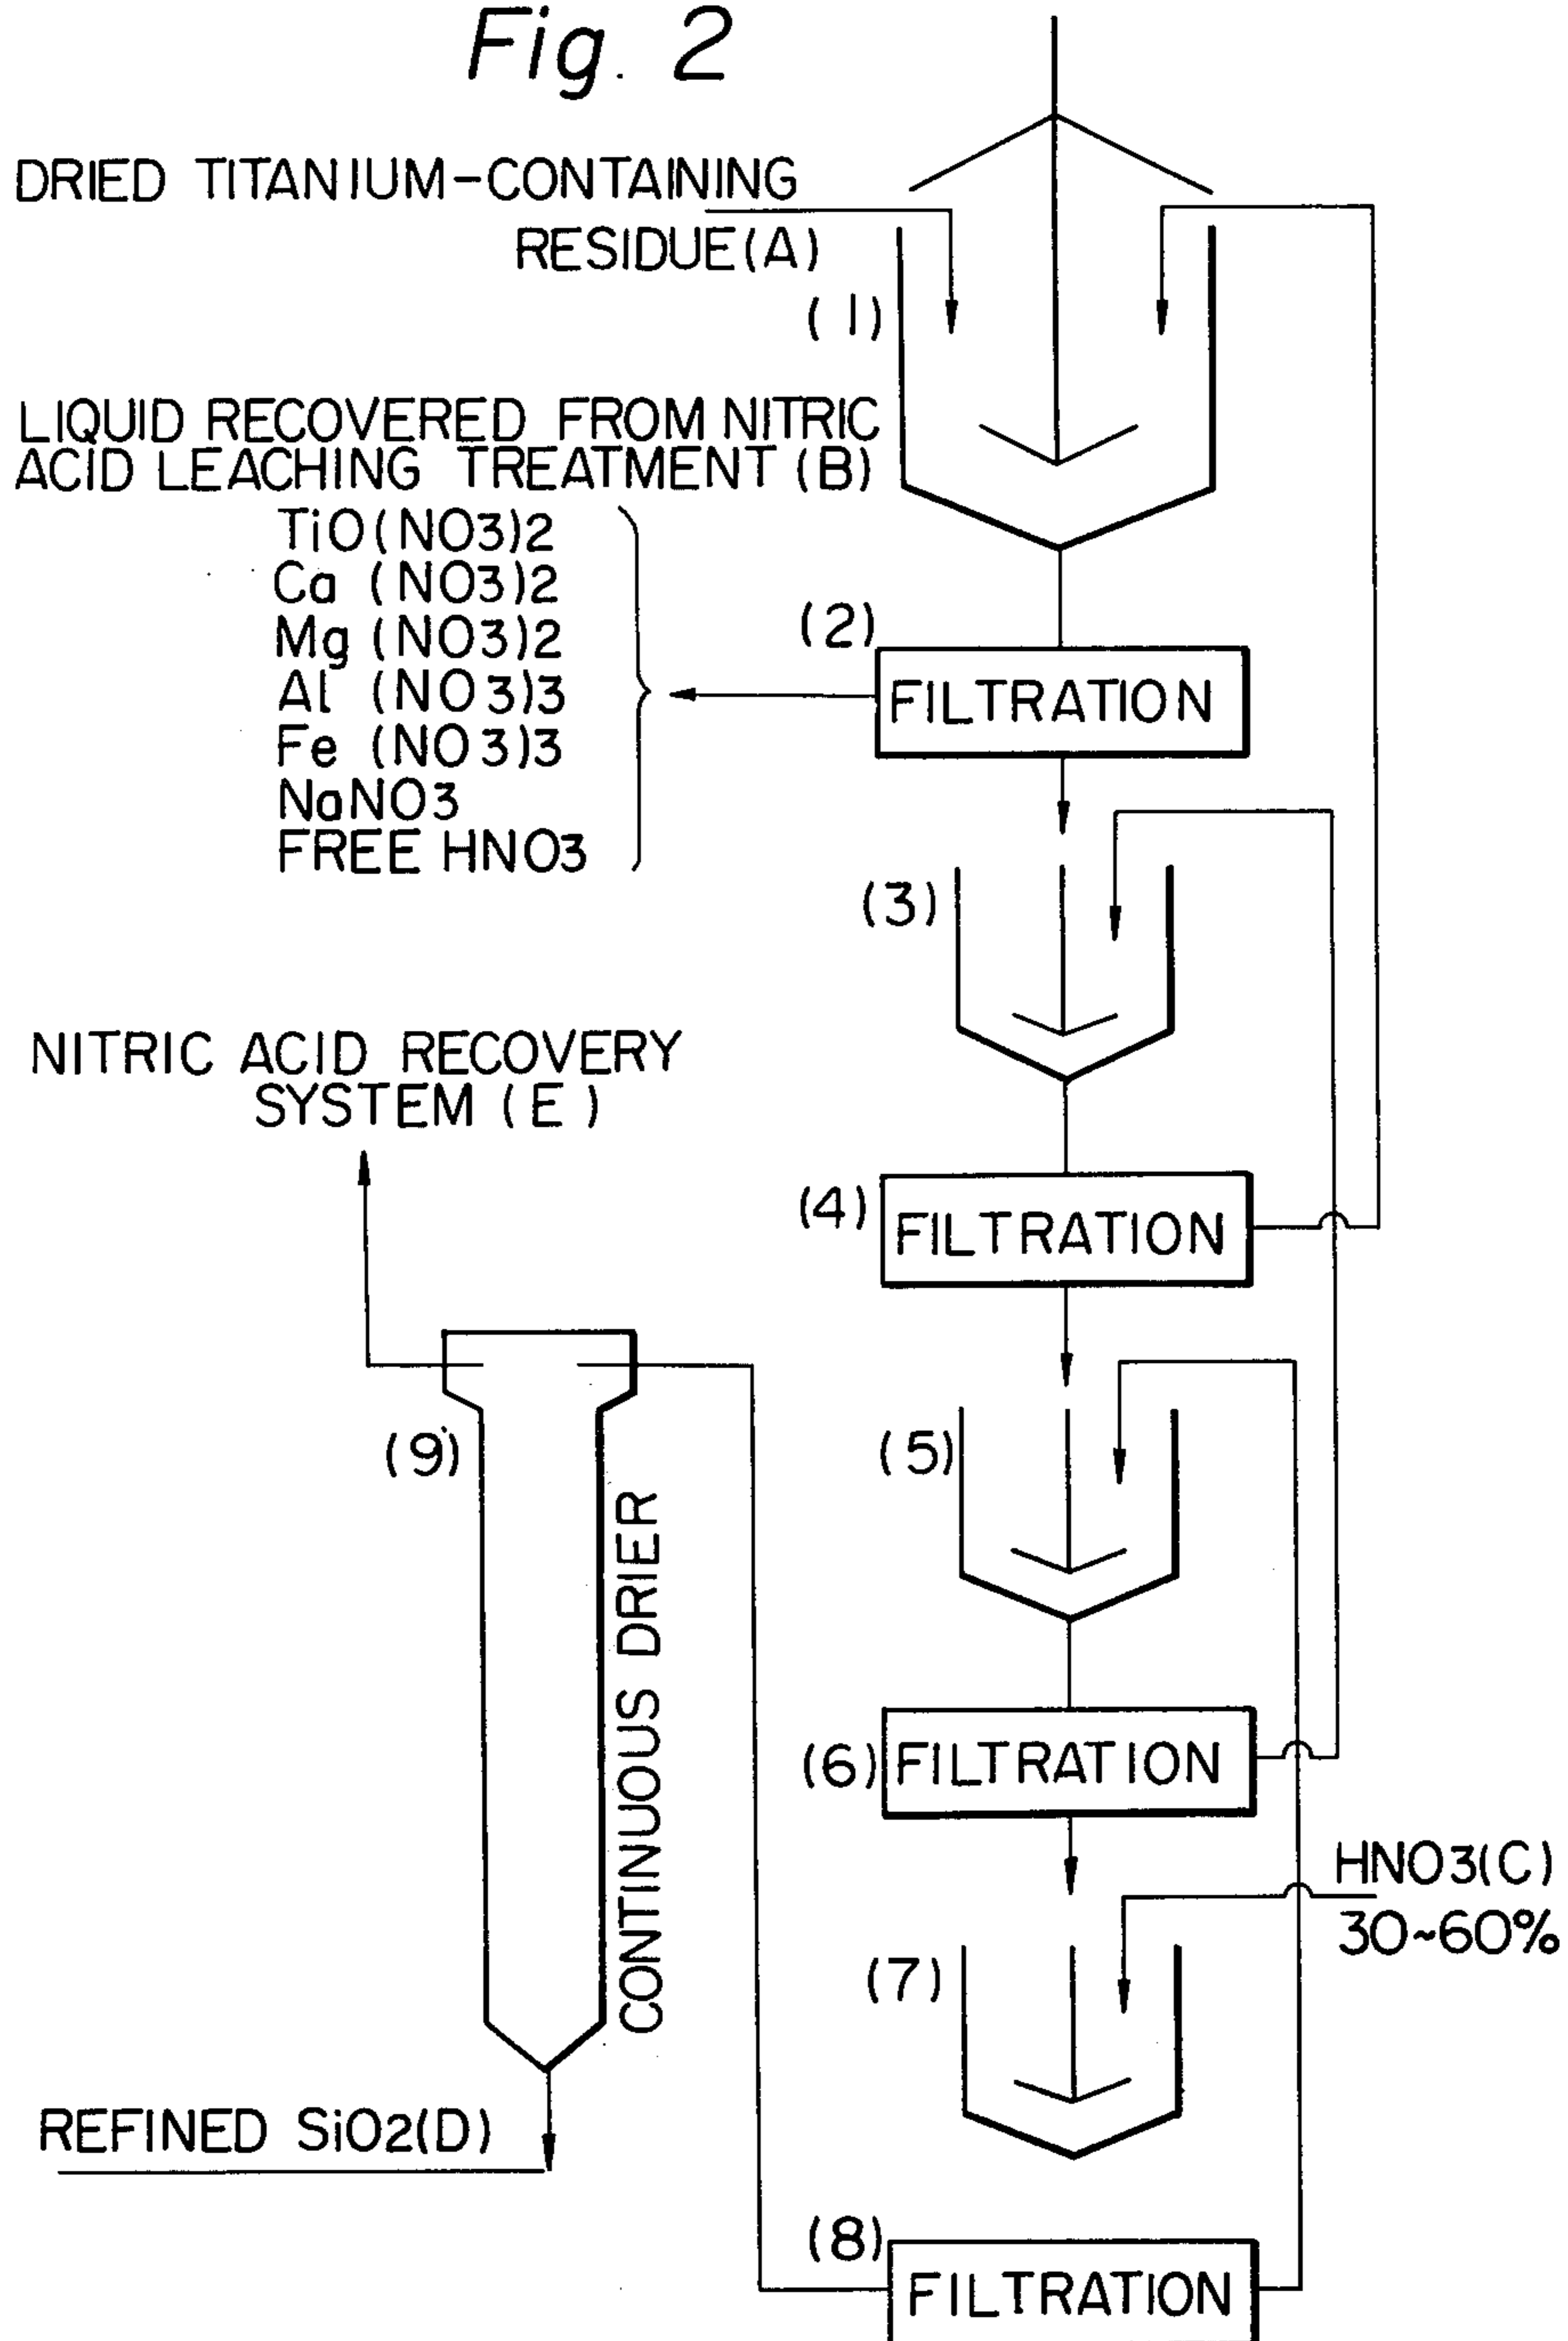 Fig. 2
DRIED TITANIUM-CONTAINING
RESIDUE(A)
(1)
LIQUID RECOVERED FROM NITRIC
ACID LEACHING TREATMENT (B)
TiO(NO3)2
Ca (NO3)2
Mg (NO3)2
Al (NO3)3
Fe (NO3)3
NaNO3
FREE HNO3
(2)
FILTRATION
(3)
NITRIC ACID RECOVERY
SYSTEM (E)
(4)
FILTRATION
(5)
(9)
CONTINUOUS DRIER
(6)
FILTRATION
HNO3(C)
30~60%
(7)
REFINED SiO2(D)
(8)
FILTRATION